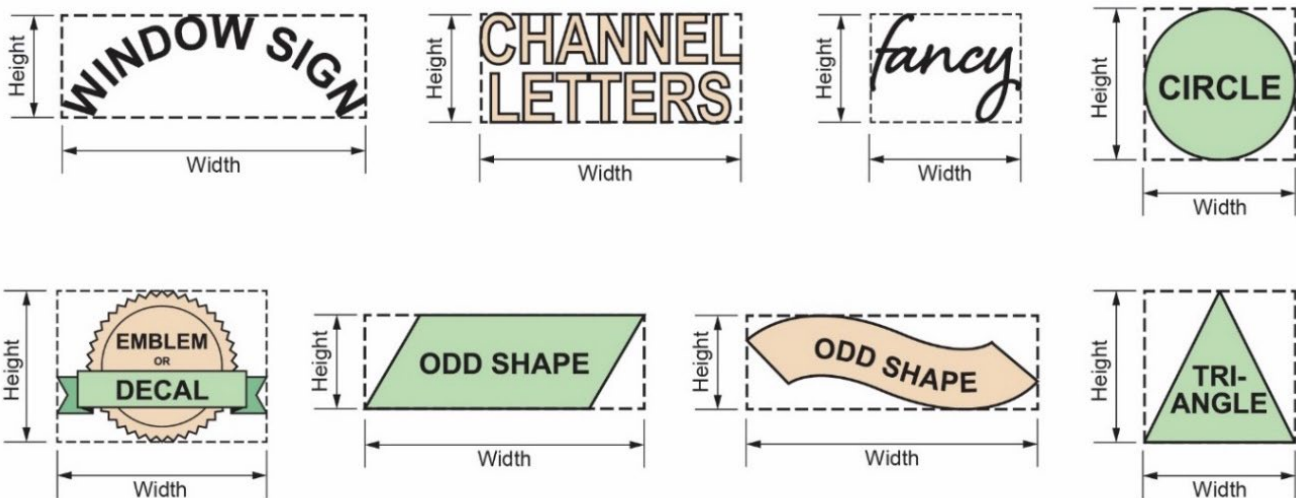 Height
WINDOW SIGN
Width
Height
CHANNEL
LETTERS
Width
Height
fancy
Width
Height
CIRCLE
Width
Height
EMBLEM
OR
DECAL
Width
Height
ODD SHAPE
Width
Height
ODD SHAPE
Width
Height
TRI-
ANGLE
Width